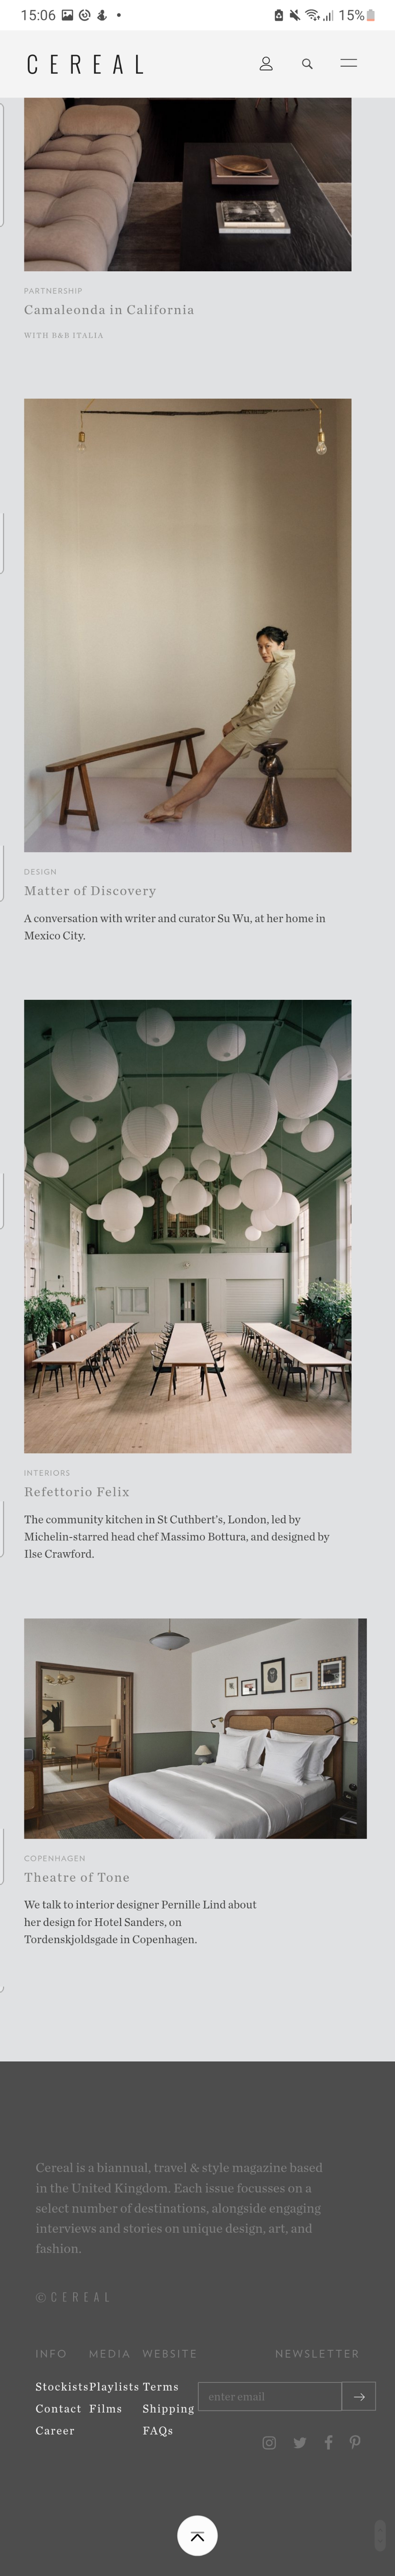 15:06
15%
CEREAL
PARTNERSHIP
Camaleonda in California
WITH B&B ITALIA
DESIGN
Matter of Discovery
A conversation with writer and curator Su Wu, at her home in
Mexico City.
INTERIORS
Refettorio Felix
The community kitchen in St Cuthbert's, London, led by
Michelin-starred head chef Massimo Bottura, and designed by
Ilse Crawford.
COPENHAGEN
Theatre of Tone
We talk to interior designer Pernille Lind about
her design for Hotel Sanders, on
Tordenskjoldsgade in Copenhagen.
Cereal is a biannual, travel & style magazine based
in the United Kingdom. Each issue focusses on a
select number of destinations, alongside engaging
interviews and stories on unique design, art, and
fashion.
© CEREAL
INFO MEDIA WEBSITE NEWSLETTER
Stockists Playlists Terms enter email
Contact Films Shipping
Career FAQs